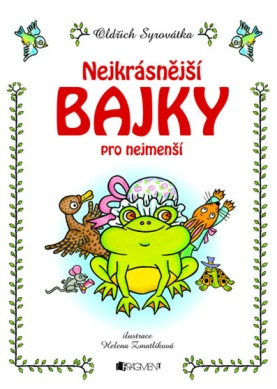 Oldřich Syrovátka
Nejkrásnější
BAJKY
pro nejmenší
ilustrace
Helena Zmatlíková
FRAGMENT